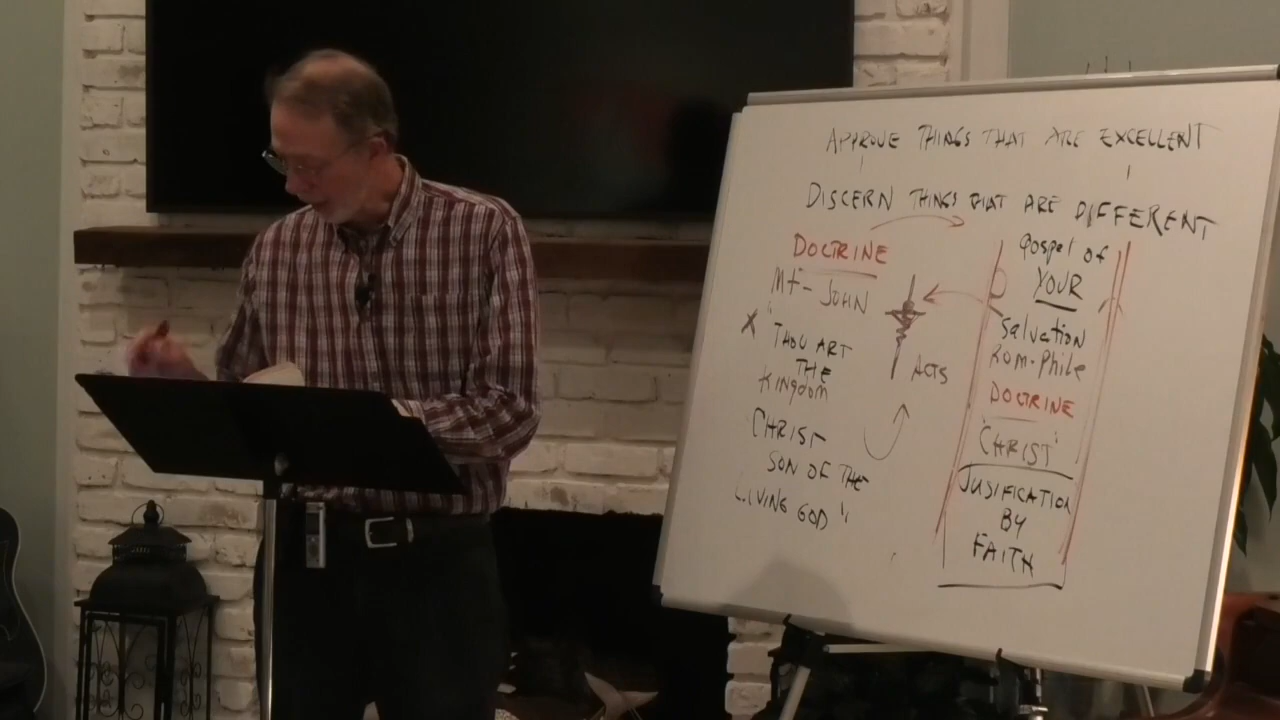 APPROVE THINGS THAT ARE EXCELLENT
DISCERN THINGS THAT ARE DIFFERENT
DOCTRINE
Mt - JOHN
X "THOU ART
THE
Kingdom
CHRIST
SON OF THE
LIVING GOD"
ACTS
Gospel of
YOUR
Salvation
Rom-Phile
DOCTRINE
"CHRIST"
JUSIFICATION
BY
FAITH